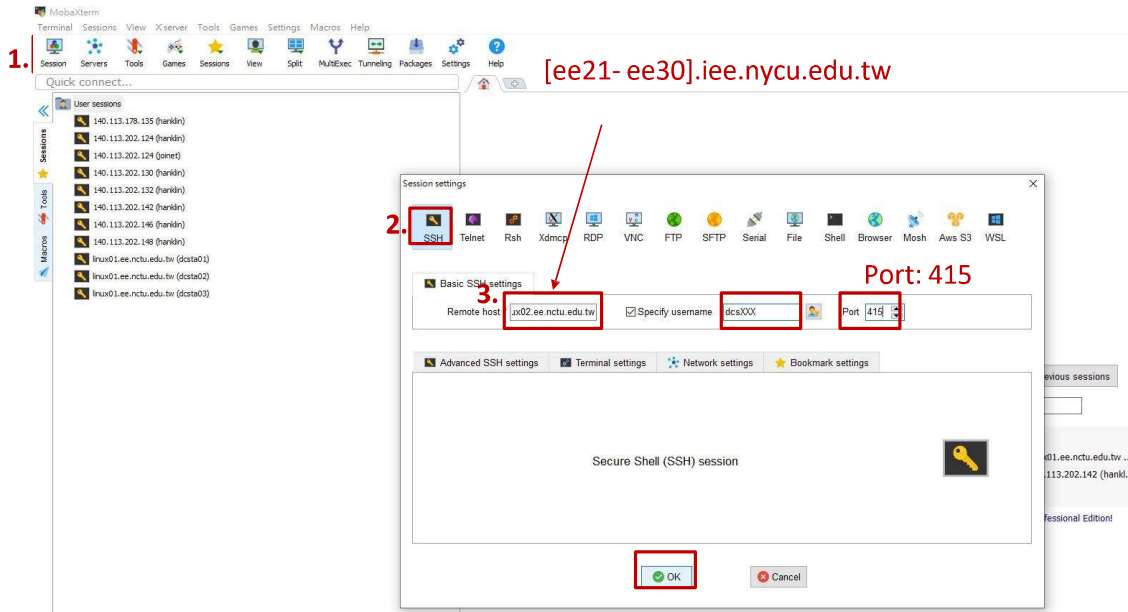 MobaXterm
Terminal Sessions View X server Tools Games Settings Macros Help
1.
Session Servers Tools Games Sessions View Split MultiExec Tunneling Packages Settings Help
[ee21- ee30].iee.nycu.edu.tw
Quick connect...
User sessions
140.113.178.135 (hanklin)
140.113.202.124 (hanklin)
140.113.202.124 (joinet)
140.113.202.130 (hanklin)
140.113.202.132 (hanklin)
140.113.202.142 (hanklin)
140.113.202.146 (hanklin)
140.113.202.148 (hanklin)
linux01.ee.nctu.edu.tw (dcsta01)
linux01.ee.nctu.edu.tw (dcsta02)
linux01.ee.nctu.edu.tw (dcsta03)
Sessions
Tools
Macros
Session settings
2.
SSH Telnet Rsh Xdmcp RDP VNC FTP SFTP Serial File Shell Browser Mosh Aws S3 WSL
Port: 415
Basic SSH settings
3.
Remote host ux02.ee.nctu.edu.tw Specify username dcsXXX Port 415
Advanced SSH settings Terminal settings Network settings Bookmark settings
Secure Shell (SSH) session
OK Cancel
evious sessions
x01.ee.nctu.edu.tw ..
.113.202.142 (hankl.
fessional Edition!